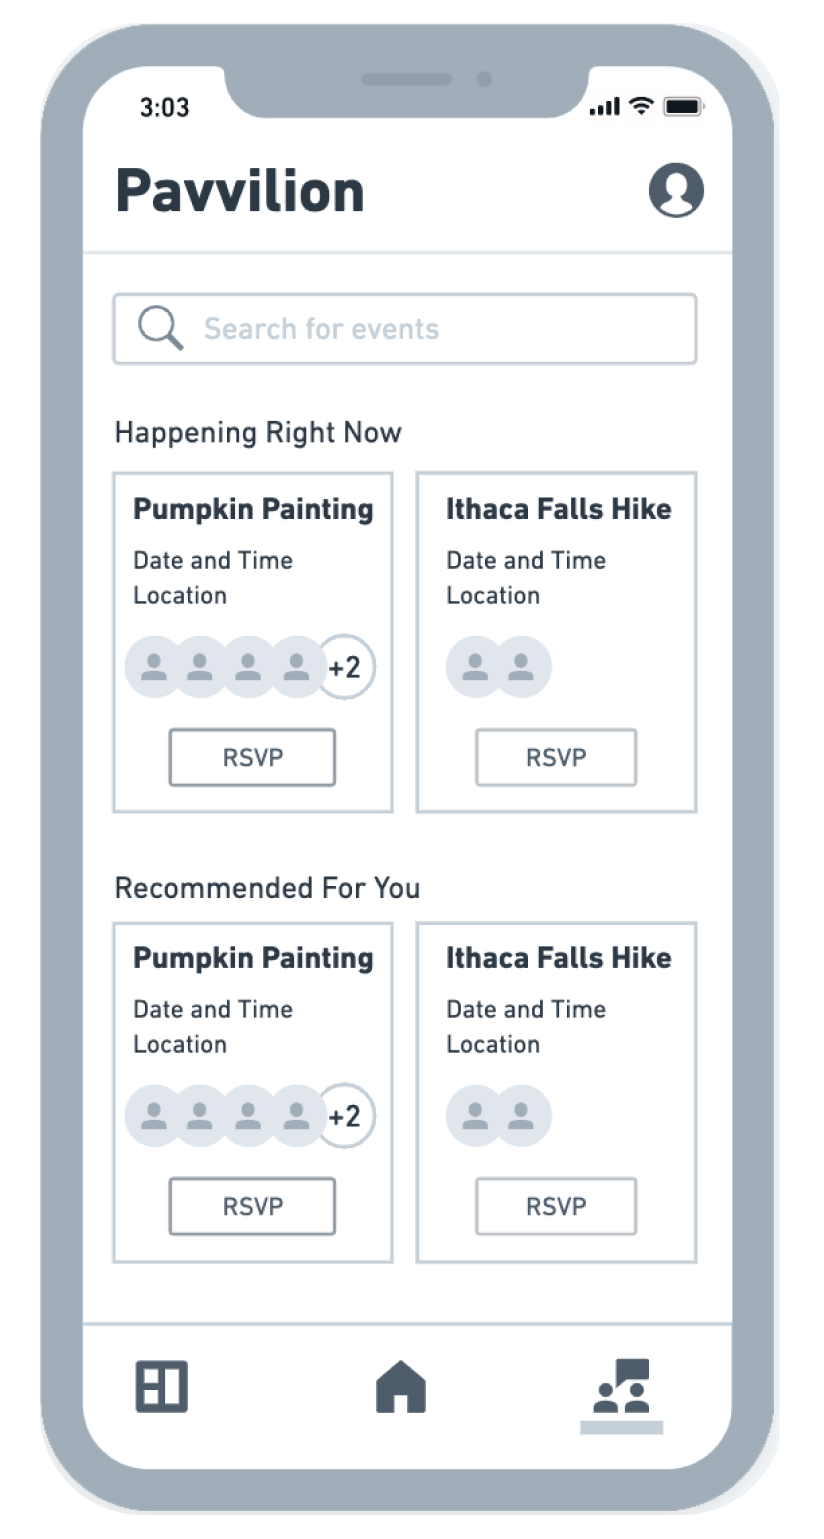 3:03
Pavvilion
Search for events
Happening Right Now
Pumpkin Painting
Date and Time
Location
+2
RSVP
Ithaca Falls Hike
Date and Time
Location
RSVP
Recommended For You
Pumpkin Painting
Date and Time
Location
+2
RSVP
Ithaca Falls Hike
Date and Time
Location
RSVP